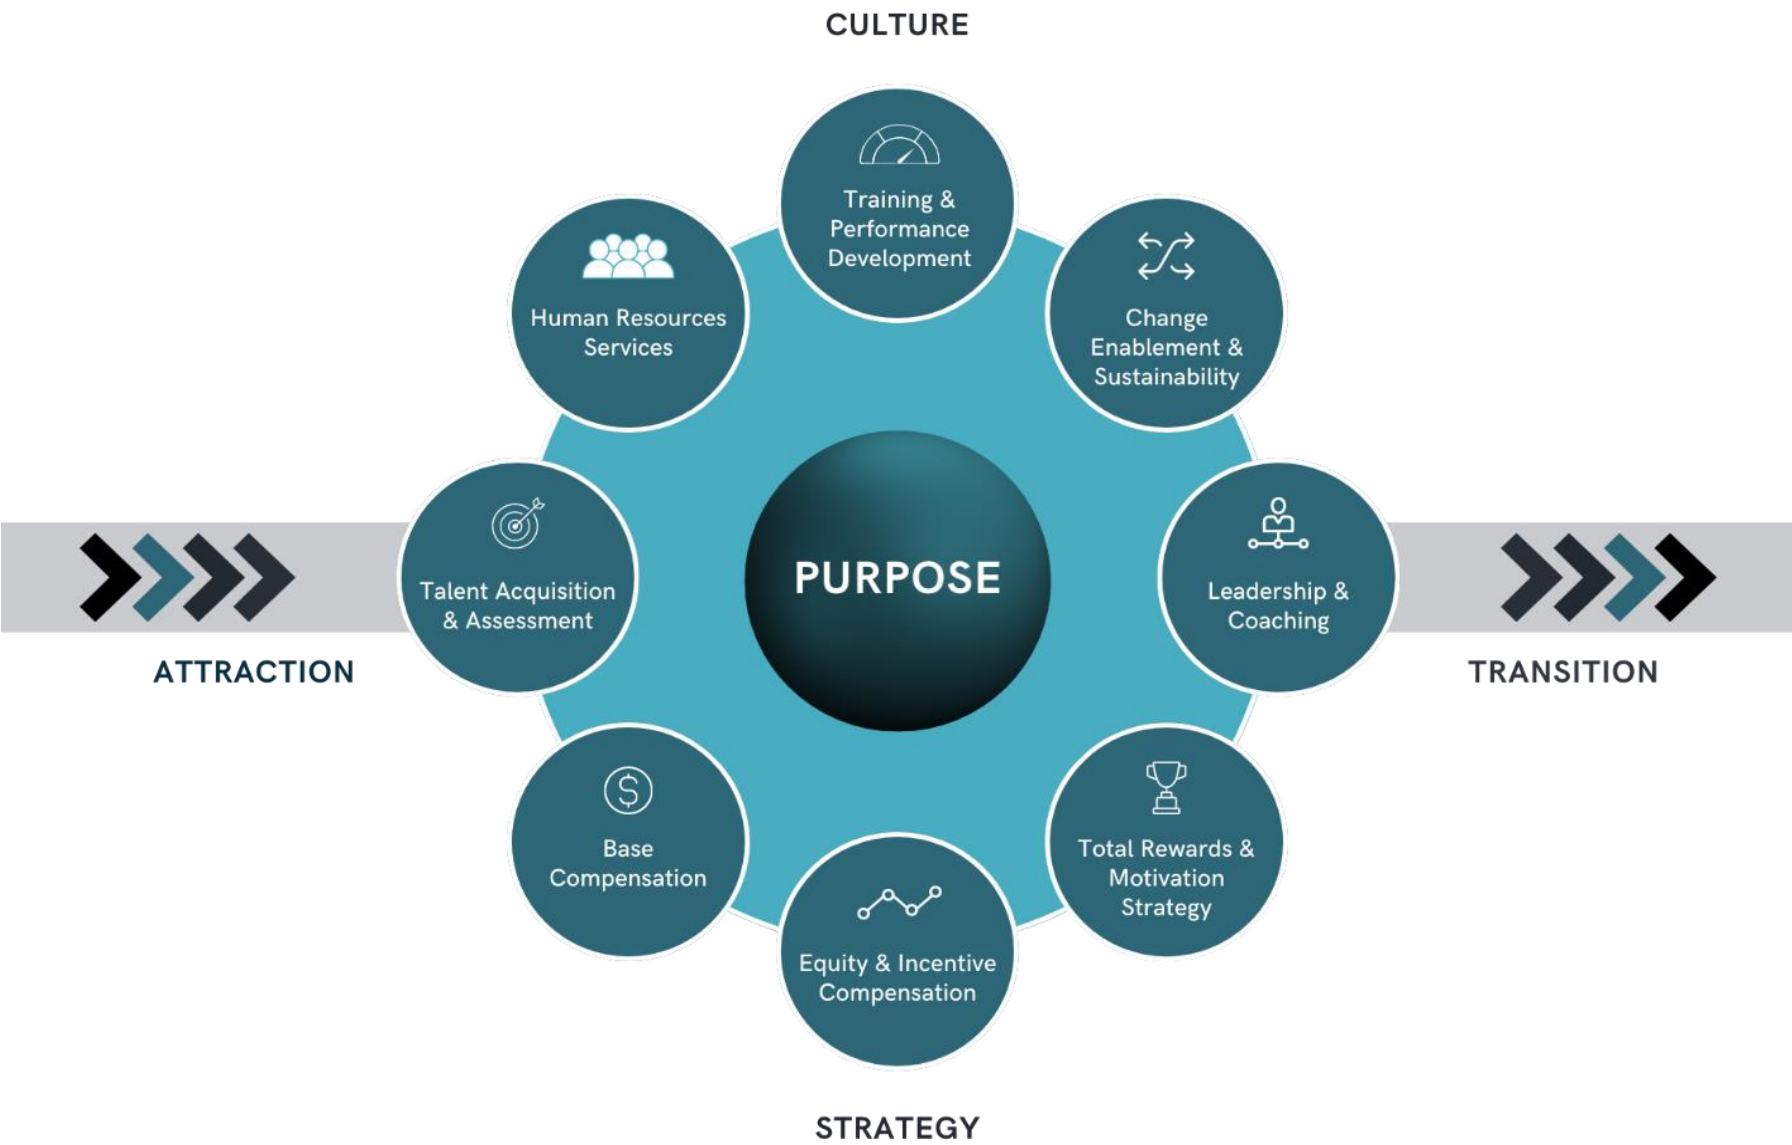 CULTURE
Training &
Performance
Development
Human Resources
Services
Change
Enablement &
Sustainability
Talent Acquisition
& Assessment
PURPOSE
Leadership &
Coaching
ATTRACTION
TRANSITION
$
Base
Compensation
Total Rewards &
Motivation
Strategy
Equity & Incentive
Compensation
STRATEGY